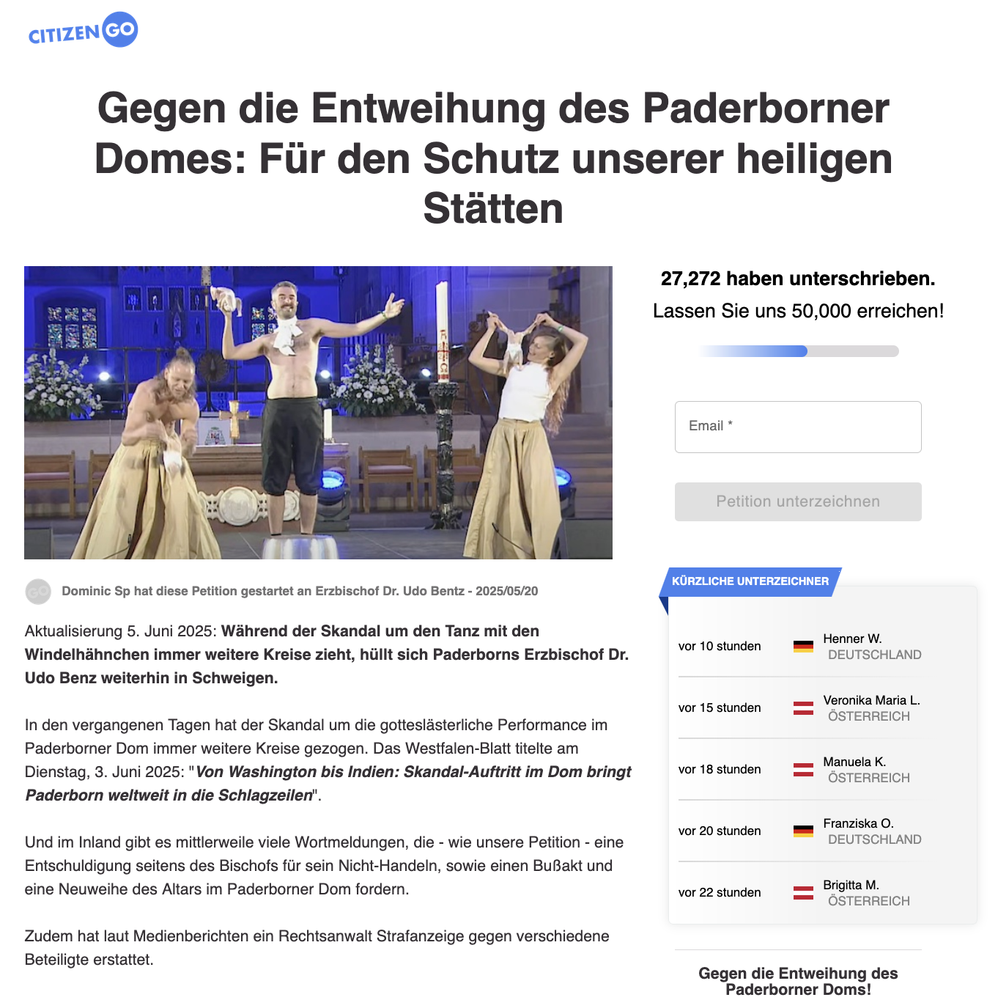 CITIZENGO
Gegen die Entweihung des Paderborner
Domes: Für den Schutz unserer heiligen
Stätten
27,272 haben unterschrieben.
Lassen Sie uns 50,000 erreichen!
Email *
Petition unterzeichnen
GO
Dominic Sp hat diese Petition gestartet an Erzbischof Dr. Udo Bentz - 2025/05/20
Aktualisierung 5. Juni 2025: Während der Skandal um den Tanz mit den
Windelhähnchen immer weitere Kreise zieht, hüllt sich Paderborns Erzbischof Dr.
Udo Benz weiterhin in Schweigen.
In den vergangenen Tagen hat der Skandal um die gotteslästerliche Performance im
Paderborner Dom immer weitere Kreise gezogen. Das Westfalen-Blatt titelte am
Dienstag, 3. Juni 2025: "Von Washington bis Indien: Skandal-Auftritt im Dom bringt
Paderborn weltweit in die Schlagzeilen".
Und im Inland gibt es mittlerweile viele Wortmeldungen, die - wie unsere Petition - eine
Entschuldigung seitens des Bischofs für sein Nicht-Handeln, sowie einen Bußakt und
eine Neuweihe des Altars im Paderborner Dom fordern.
Zudem hat laut Medienberichten ein Rechtsanwalt Strafanzeige gegen verschiedene
Beteiligte erstattet.
KÜRZLICHE UNTERZEICHNER
vor 10 stunden
Henner W.
DEUTSCHLAND
vor 15 stunden
Veronika Maria L.
ÖSTERREICH
vor 18 stunden
Manuela K.
ÖSTERREICH
vor 20 stunden
Franziska O.
DEUTSCHLAND
vor 22 stunden
Brigitta M.
ÖSTERREICH
Gegen die Entweihung des
Paderborner Doms!